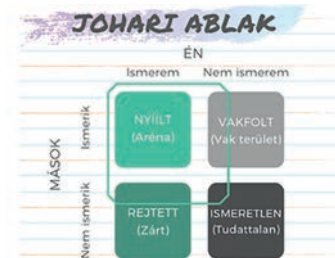 JOHARI ABLAK
ÉN
Ismerem
Nem ismerem
MÁSOK
Ismerik
NYÍLT
(Aréna)
VAKFOLT
(Vak terület)
Nem ismerik
REJTETT
(Zárt)
ISMERETLEN
(Tudattalan)